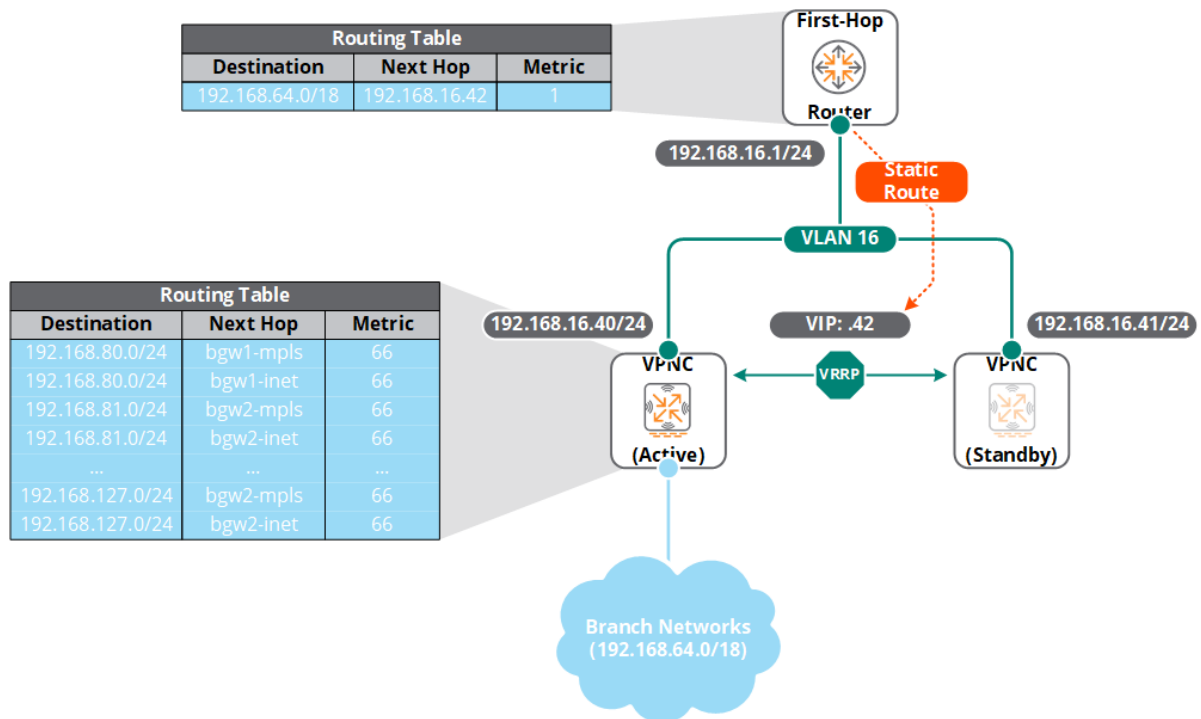 First-Hop
Router
Routing Table
Destination Next Hop Metric
192.168.64.0/18 192.168.16.42 1
192.168.16.1/24
Static
Route
VLAN 16
Routing Table
Destination Next Hop Metric
192.168.80.0/24 bgw1-mpls 66
192.168.80.0/24 bgw1-inet 66
192.168.81.0/24 bgw2-mpls 66
192.168.81.0/24 bgw2-inet 66
... ... ...
192.168.127.0/24 bgw2-mpls 66
192.168.127.0/24 bgw2-inet 66
192.168.16.40/24
VIP: .42
192.168.16.41/24
VPNC
(Active)
VRRP
VPNC
(Standby)
Branch Networks
(192.168.64.0/18)